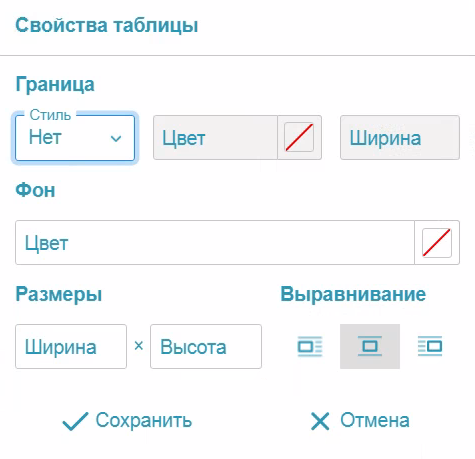 Свойства таблицы
Граница
Стиль
Нет
Цвет
Ширина
Фон
Цвет
Размеры
Выравнивание
Ширина × Высота
Сохранить
Отмена